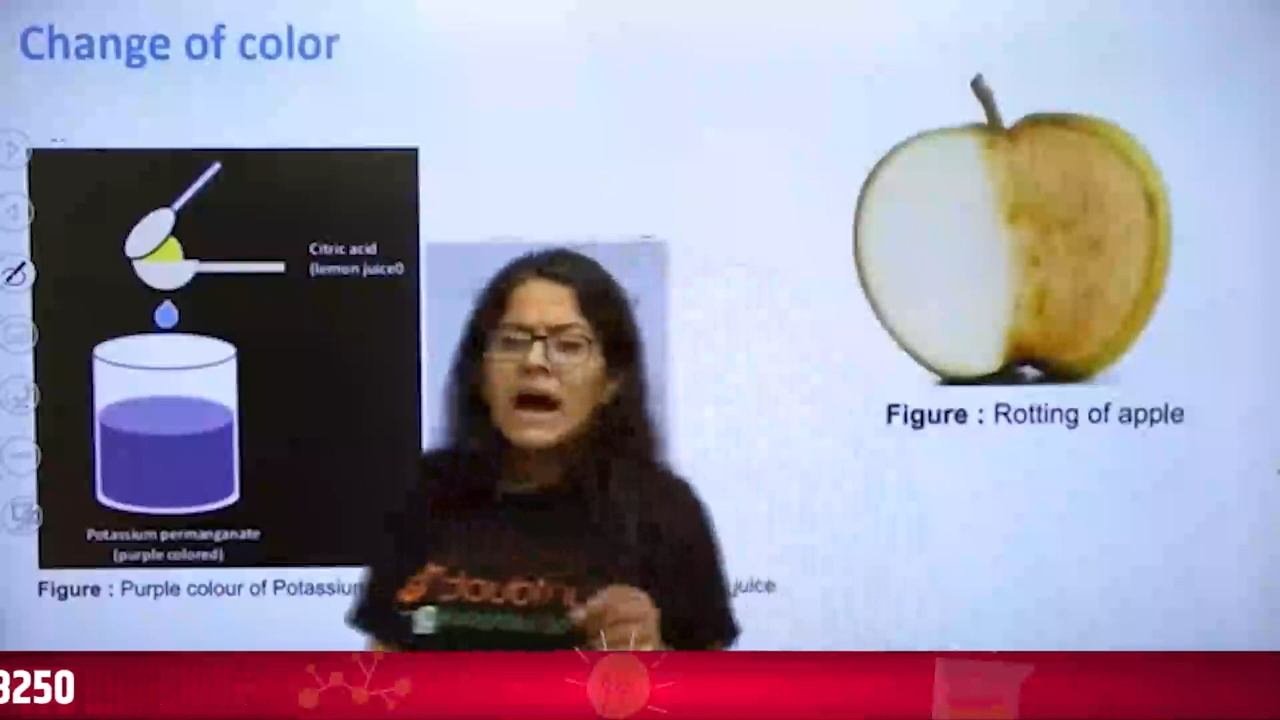 Change of color
Citric acid
(lemon juice0
Potassium permanganate
(purple colored)
Figure : Purple colour of Potassium
juice
Figure : Rotting of apple
doubtnut
3250